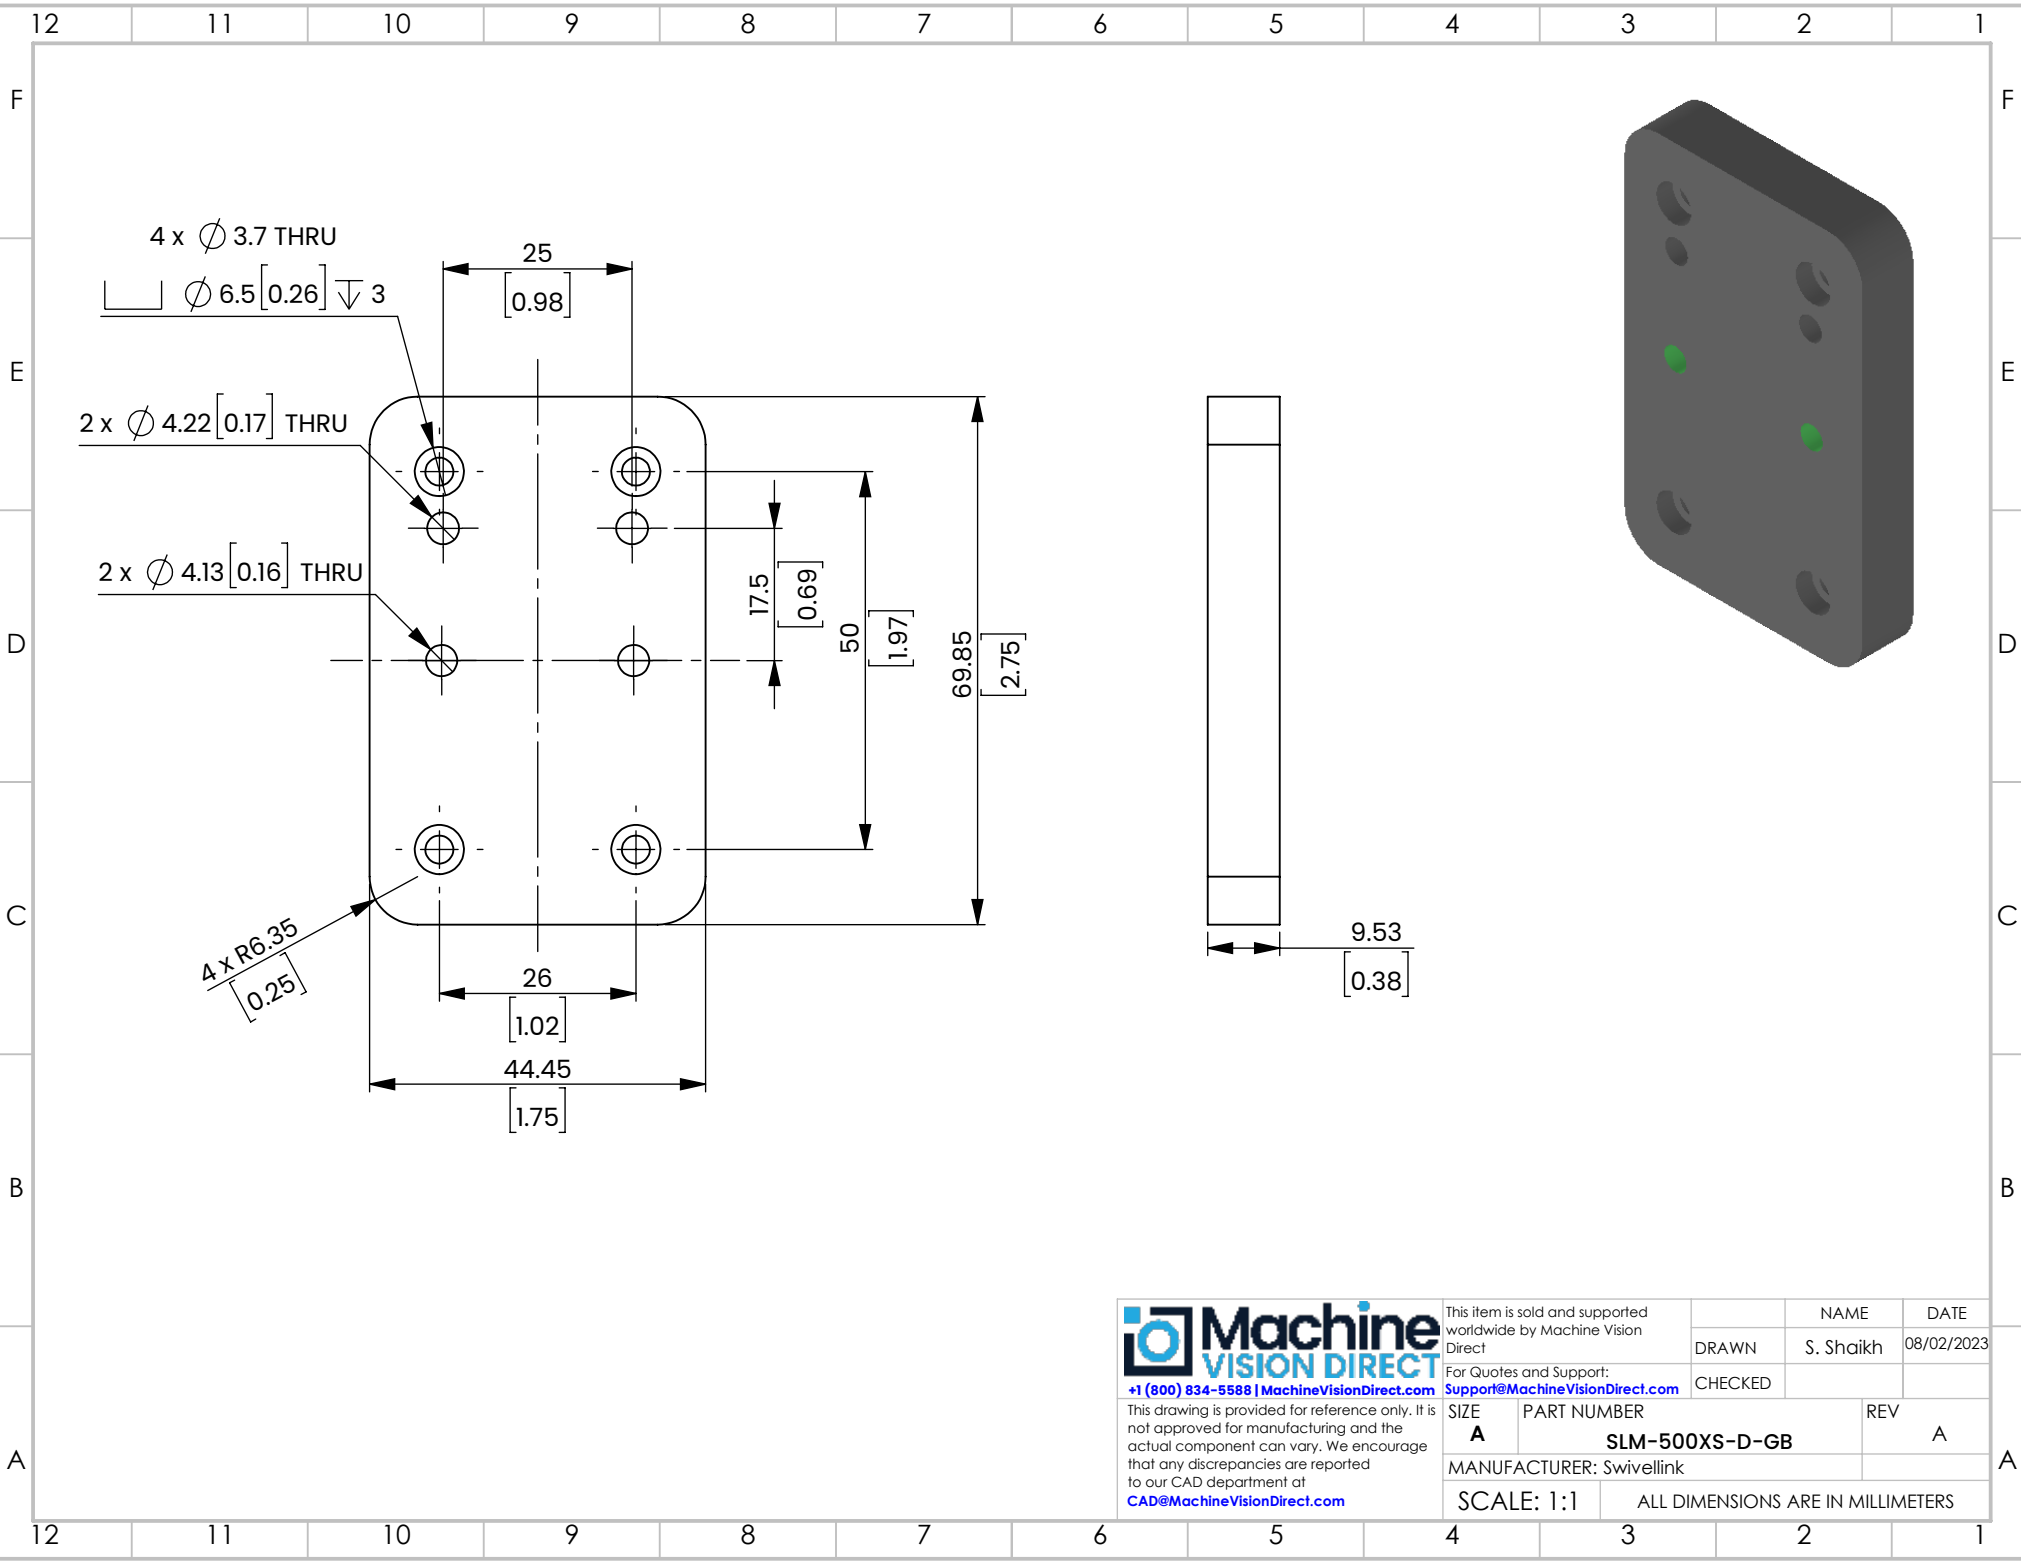 12 11 10 9 8 7 6 5 4 3 2 1
F F
E E
D D
C C
B B
A A
4 x ∅ 3.7 THRU
⌴ ∅ 6.5 [0.26] ↧ 3
2 x ∅ 4.22 [0.17] THRU
2 x ∅ 4.13 [0.16] THRU
25
[0.98]
17.5
[0.69]
50
[1.97]
69.85
[2.75]
4 x R6.35
[0.25]
26
[1.02]
44.45
[1.75]
9.53
[0.38]
Machine
VISION DIRECT
+1 (800) 834-5588 | MachineVisionDirect.com
This drawing is provided for reference only. It is
not approved for manufacturing and the
actual component can vary. We encourage
that any discrepancies are reported
to our CAD department at
CAD@MachineVisionDirect.com
This item is sold and supported
worldwide by Machine Vision
Direct
For Quotes and Support:
Support@MachineVisionDirect.com
NAME DATE
DRAWN S. Shaikh 08/02/2023
CHECKED
SIZE PART NUMBER REV
A SLM-500XS-D-GB A
MANUFACTURER: Swivellink
SCALE: 1:1 ALL DIMENSIONS ARE IN MILLIMETERS
12 11 10 9 8 7 6 5 4 3 2 1